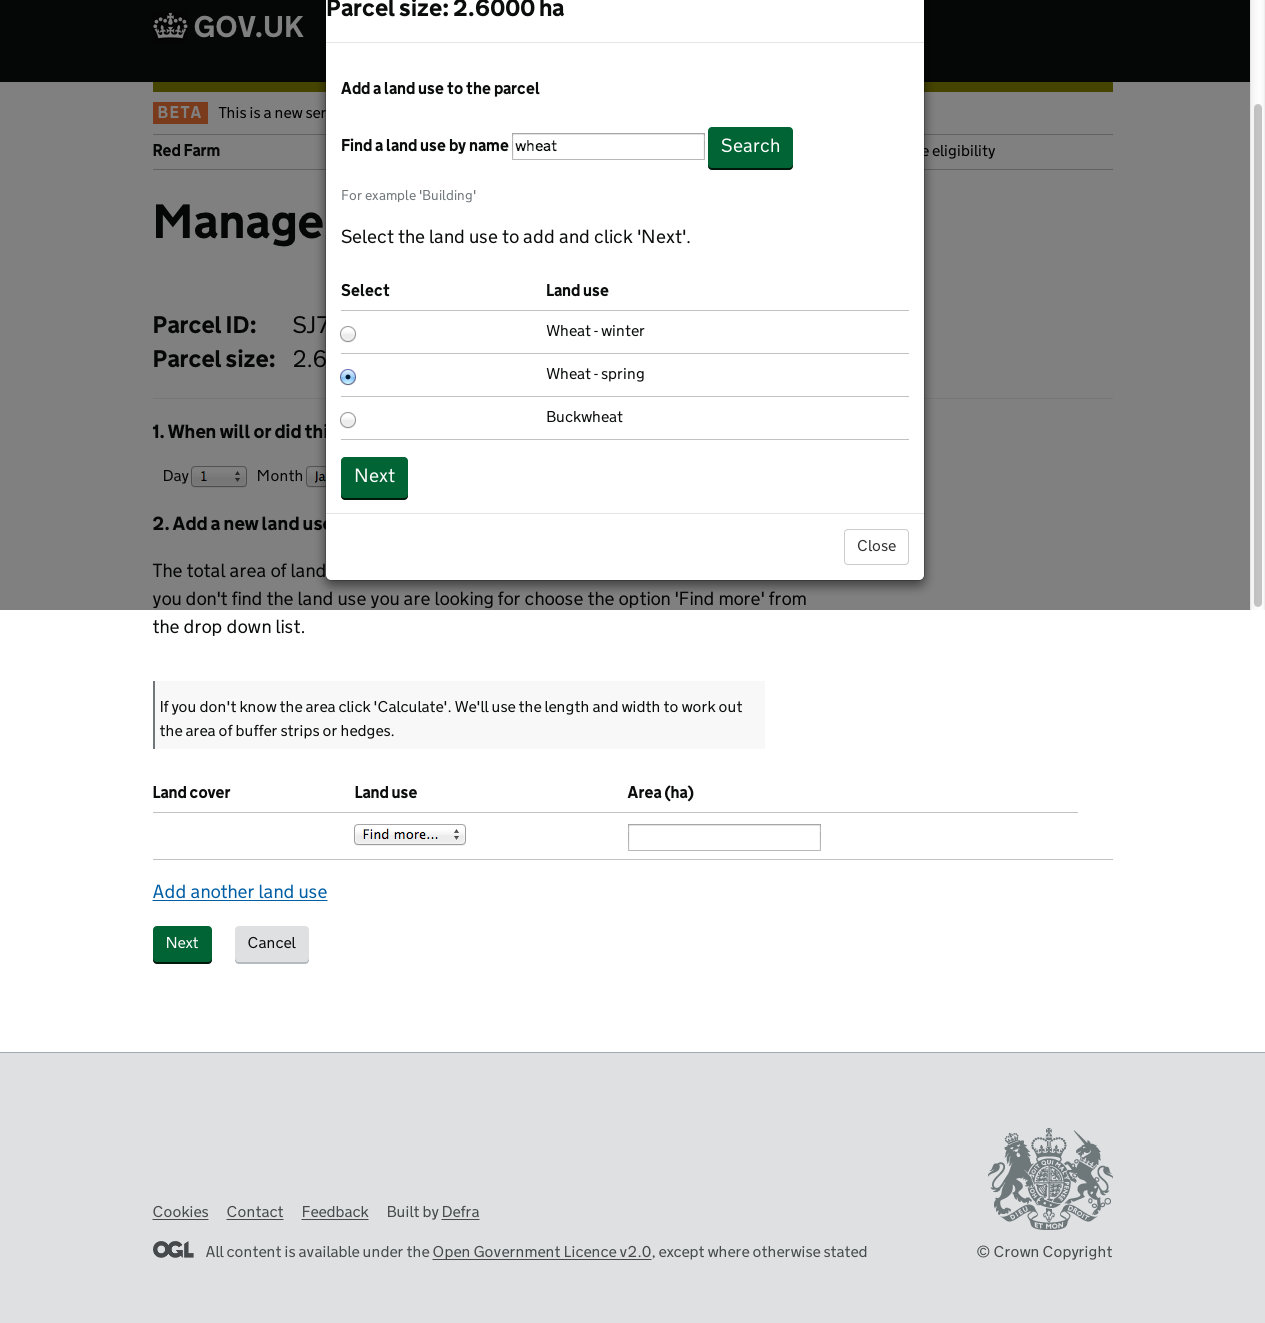 Parcel size: 2.6000 ha
GOV.UK
Add a land use to the parcel
BETA This is a new ser
Find a land use by name wheat Search
Red Farm
eligibility
For example 'Building'
Manage
Select the land use to add and click 'Next'.
Select Land use
Parcel ID: SJ7
Wheat - winter
Parcel size: 2.6
Wheat - spring
Buckwheat
1. When will or did thi
Day 1 Month Ja
Next
2. Add a new land use
Close
The total area of land
you don't find the land use you are looking for choose the option 'Find more' from
the drop down list.
If you don't know the area click 'Calculate'. We'll use the length and width to work out
the area of buffer strips or hedges.
Land cover Land use Area (ha)
Find more...
Add another land use
Next Cancel
DIEU ET MON DROIT
Cookies Contact Feedback Built by Defra
OGL All content is available under the Open Government Licence v2.0, except where otherwise stated
© Crown Copyright